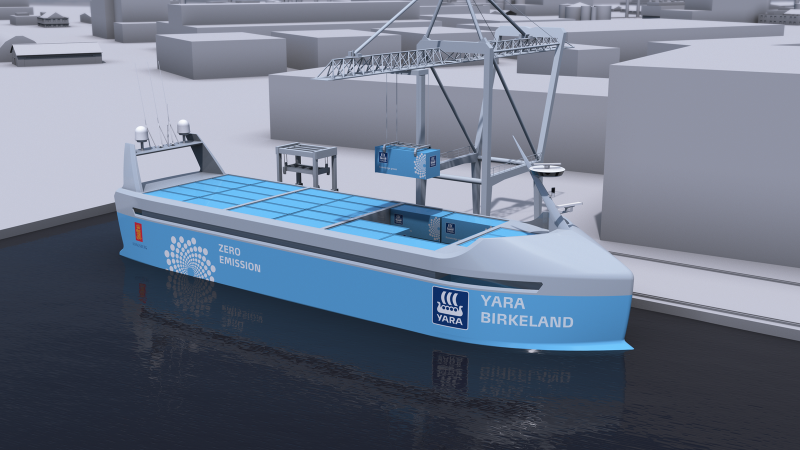 ZERO
EMISSION
YARA
YARA
BIRKELAND